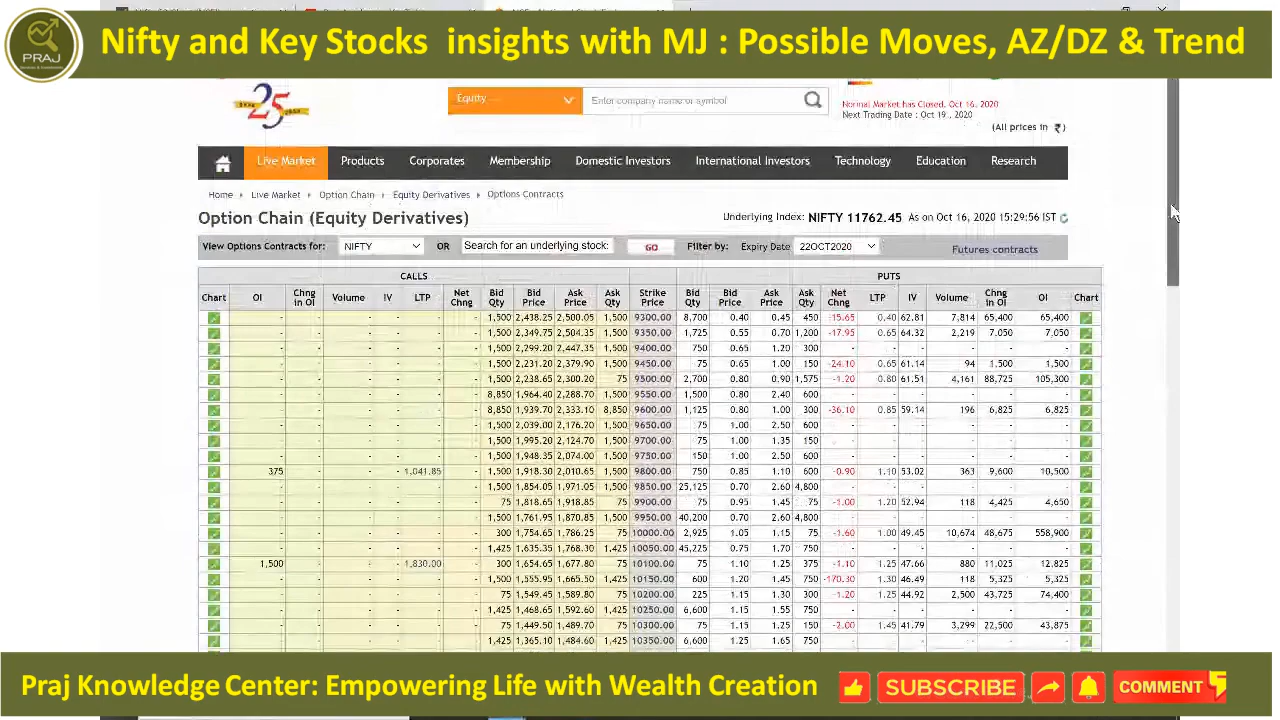 Nifty and Key Stocks insights with MJ : Possible Moves, AZ/DZ & Trend
PRAJ
25
Equity
Enter company name or symbol
Normal Market has Closed, Oct 16, 2020
Next Trading Date : Oct 19 , 2020
(All prices in ₹)
Live Market Products Corporates Membership Domestic Investors International Investors Technology Education Research
Home Live Market Option Chain Equity Derivatives Options Contracts
Option Chain (Equity Derivatives) Underlying Index: NIFTY 11762.45 As on Oct 16, 2020 15:29:56 IST
View Options Contracts for: NIFTY OR Search for an underlying stock: GO Filter by: Expiry Date 22OCT2020 Futures contracts
CALLS PUTS
Chart OI Chng in OI Volume IV LTP Net Chng Bid Qty Bid Price Ask Price Ask Qty Strike Price Bid Qty Bid Price Ask Price Ask Qty Net Chng LTP IV Volume Chng in OI OI Chart
- - - - - - 1,500 2,438.25 2,500.05 1,500 9300.00 8,700 0.40 0.45 450 -15.65 0.40 62.81 7,814 65,400 65,400
- - - - - - 1,500 2,349.75 2,504.35 1,500 9350.00 1,725 0.55 0.70 1,200 -17.95 0.65 64.32 2,219 7,050 7,050
- - - - - - 1,500 2,299.20 2,447.35 1,500 9400.00 750 0.65 1.20 300 - - - - - -
- - - - - - 1,500 2,231.20 2,379.90 1,500 9450.00 75 0.65 1.00 150 -24.10 0.65 61.14 94 1,500 1,500
- - - - - - 1,500 2,238.65 2,300.20 75 9500.00 2,700 0.80 0.90 1,575 -1.20 0.80 61.51 4,161 88,725 105,300
- - - - - - 8,850 1,964.40 2,288.70 1,500 9550.00 1,500 0.80 2.40 600 - - - - - -
- - - - - - 8,850 1,939.70 2,333.10 8,850 9600.00 1,125 0.80 1.00 300 -36.10 0.85 59.14 196 6,825 6,825
- - - - - - 1,500 2,039.00 2,176.20 1,500 9650.00 75 1.00 2.50 600 - - - - - -
- - - - - - 1,500 1,995.20 2,124.70 1,500 9700.00 75 1.00 1.35 150 - - - - - -
- - - - - - 1,500 1,948.35 2,074.00 1,500 9750.00 150 1.00 2.50 600 - - - - - -
375 - - - 1,041.85 - 1,500 1,918.30 2,010.65 1,500 9800.00 750 0.85 1.10 600 -0.90 1.10 53.02 363 9,600 10,500
- - - - - - 1,500 1,854.05 1,971.05 1,500 9850.00 25,125 0.70 2.60 4,800 - - - - - -
- - - - - - 75 1,818.65 1,918.85 75 9900.00 75 0.95 1.45 75 -1.00 1.20 52.94 118 4,425 4,650
- - - - - - 1,500 1,761.95 1,870.85 1,500 9950.00 40,200 0.70 2.60 4,800 - - - - - -
- - - - - - 300 1,754.65 1,786.25 75 10000.00 2,925 1.05 1.15 75 -1.60 1.00 49.45 10,674 48,675 558,900
- - - - - - 1,425 1,635.35 1,768.30 1,425 10050.00 45,225 0.75 1.70 750 - - - - - -
1,500 - - - 1,830.00 - 300 1,654.65 1,677.80 75 10100.00 75 1.10 1.25 375 -1.10 1.25 47.66 880 11,025 12,825
- - - - - - 1,500 1,555.95 1,665.50 1,425 10150.00 600 1.20 1.45 750 -170.30 1.30 46.49 118 5,325 5,325
- - - - - - 75 1,549.45 1,589.80 75 10200.00 225 1.15 1.30 300 -1.20 1.25 44.92 2,500 43,725 74,400
- - - - - - 1,425 1,468.65 1,592.60 1,425 10250.00 6,600 1.15 1.55 750 - - - - - -
- - - - - - 75 1,449.50 1,489.70 75 10300.00 75 1.15 1.25 150 -2.00 1.45 41.79 3,299 22,500 43,875
- - - - - - 1,425 1,365.10 1,484.60 1,425 10350.00 6,600 1.25 1.65 750 - - - - - -
Praj Knowledge Center: Empowering Life with Wealth Creation SUBSCRIBE COMMENT